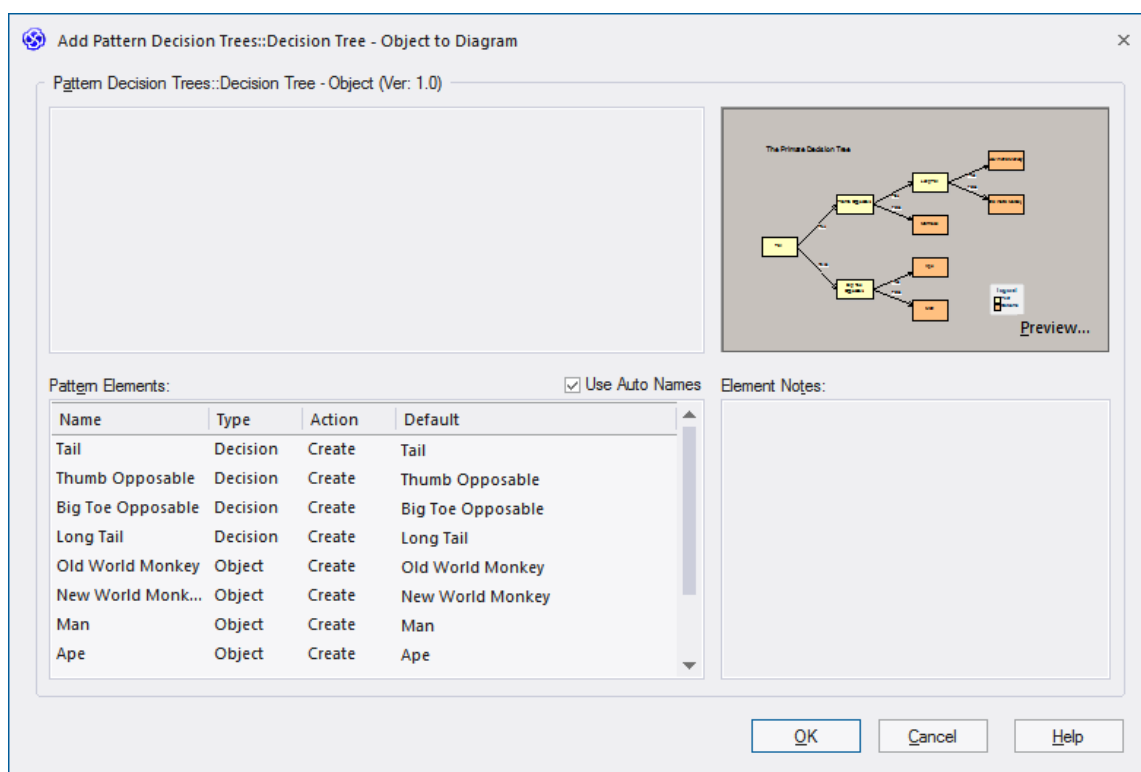 Add Pattern Decision Trees::Decision Tree - Object to Diagram
Pattern Decision Trees::Decision Tree - Object (Ver: 1.0)
The Primate Decision Tree
Preview...
Pattern Elements:
Use Auto Names
Element Notes:
Name Type Action Default
Tail Decision Create Tail
Thumb Opposable Decision Create Thumb Opposable
Big Toe Opposable Decision Create Big Toe Opposable
Long Tail Decision Create Long Tail
Old World Monkey Object Create Old World Monkey
New World Monk... Object Create New World Monkey
Man Object Create Man
Ape Object Create Ape
OK Cancel Help